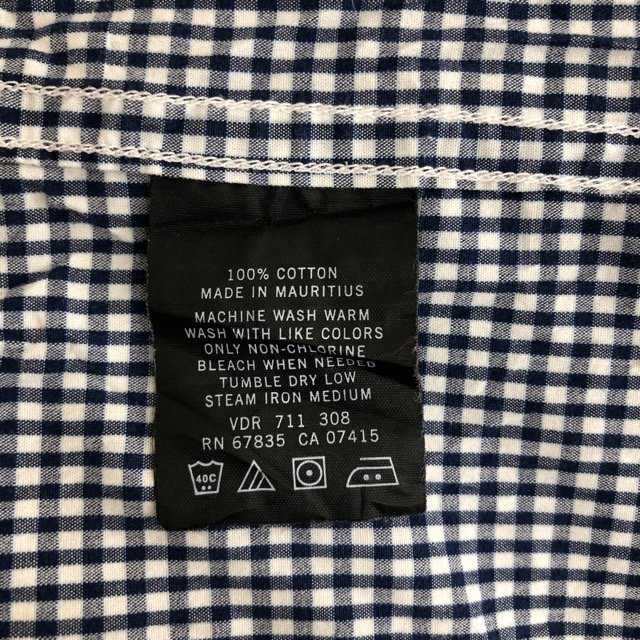 100% COTTON
MADE IN MAURITIUS
MACHINE WASH WARM
WASH WITH LIKE COLORS
ONLY NON-CHLORINE
BLEACH WHEN NEEDED
TUMBLE DRY LOW
STEAM IRON MEDIUM
VDR 711 308
RN 67835 CA 07415
40C